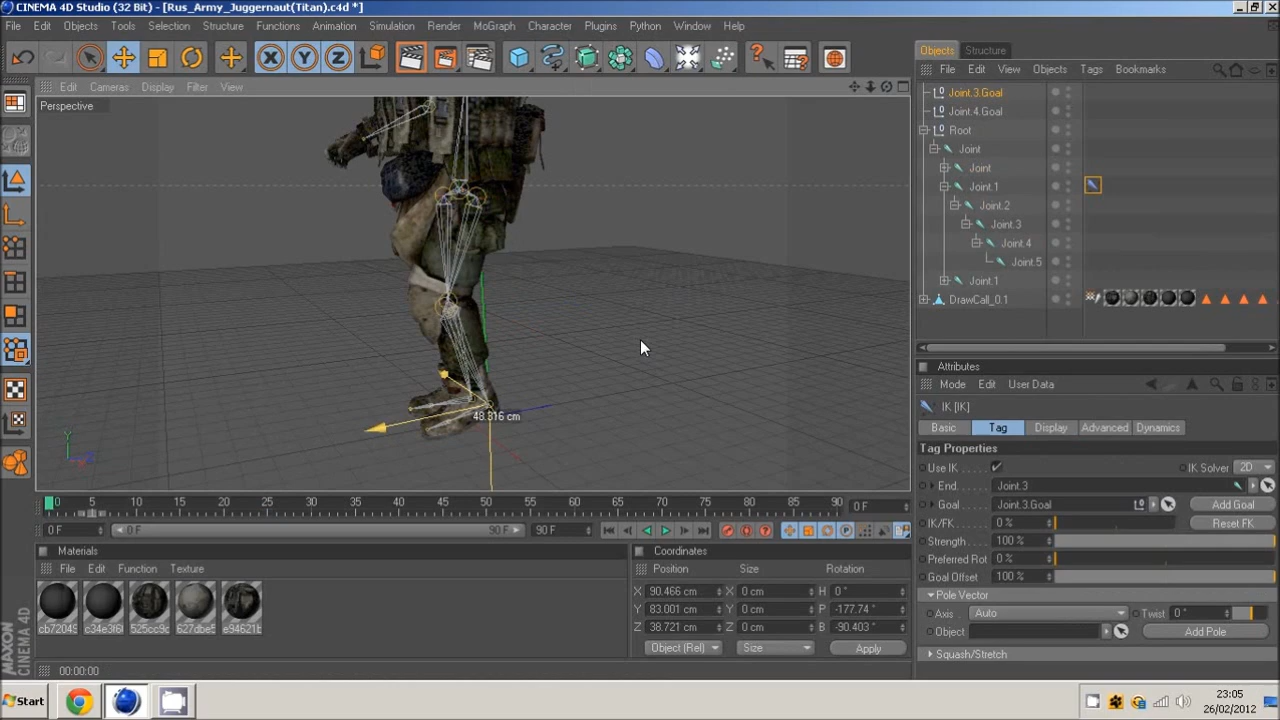 CINEMA 4D Studio (32 Bit) - [Rus_Army_Juggernaut(Titan).c4d *]
File Edit Objects Tools Selection Structure Functions Animation Simulation Render MoGraph Character Plugins Python Window Help
Objects Structure
File Edit View Objects Tags Bookmarks
Edit Cameras Display Filter View
Perspective
Joint.3.Goal
Joint.4.Goal
Root
Joint
Joint
Joint.1
Joint.2
Joint.3
Joint.4
Joint.5
Joint.1
DrawCall_0.1
48.316 cm
Attributes
Mode Edit User Data
IK [IK]
Basic Tag Display Advanced Dynamics
Tag Properties
Use IK IK Solver 2D
End Joint.3
Goal Joint.3.Goal Add Goal
IK/FK 0 % Reset FK
Strength 100 %
Preferred Rot 0 %
Goal Offset 100 %
Pole Vector
Axis Auto Twist 0 °
Object Add Pole
Squash/Stretch
0 5 10 15 20 25 30 35 40 45 50 55 60 65 70 75 80 85 90 0 F
0 F 0 F 90 F 90 F
Materials
File Edit Function Texture
cb72049 c34e3f6 525cc9c 627dbe5 e94621b
Coordinates
Position Size Rotation
X 90.466 cm X 0 cm H 0 °
Y 83.001 cm Y 0 cm P -177.74 °
Z 38.721 cm Z 0 cm B -90.403 °
Object (Rel) Size Apply
00:00:00
MAXON CINEMA 4D
Start
23:05
26/02/2012